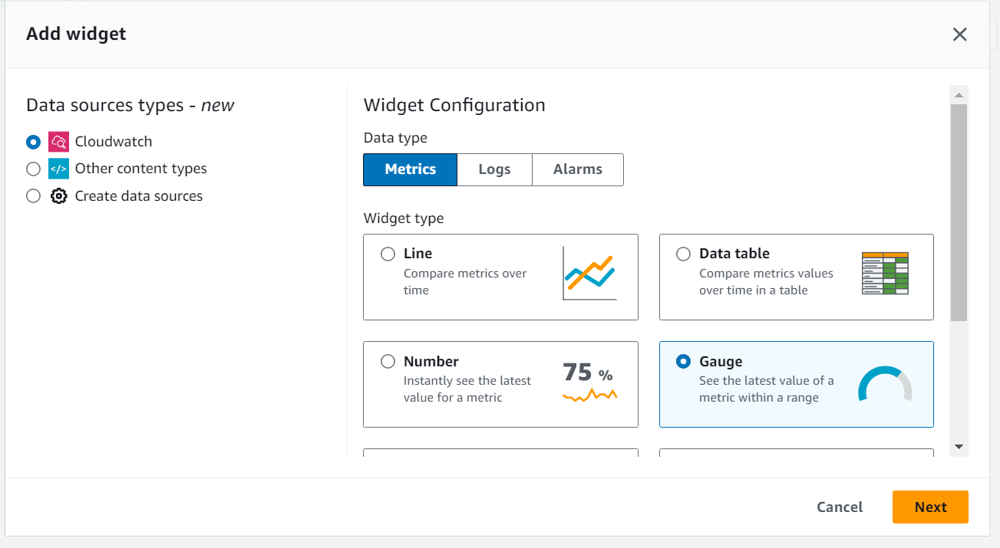 Add widget
Data sources types - new
Cloudwatch
</>
Other content types
Create data sources
Widget Configuration
Data type
Metrics
Logs
Alarms
Widget type
Line
Compare metrics over
time
Data table
Compare metrics values
over time in a table
Number
Instantly see the latest
value for a metric
75 %
Gauge
See the latest value of a
metric within a range
Cancel
Next